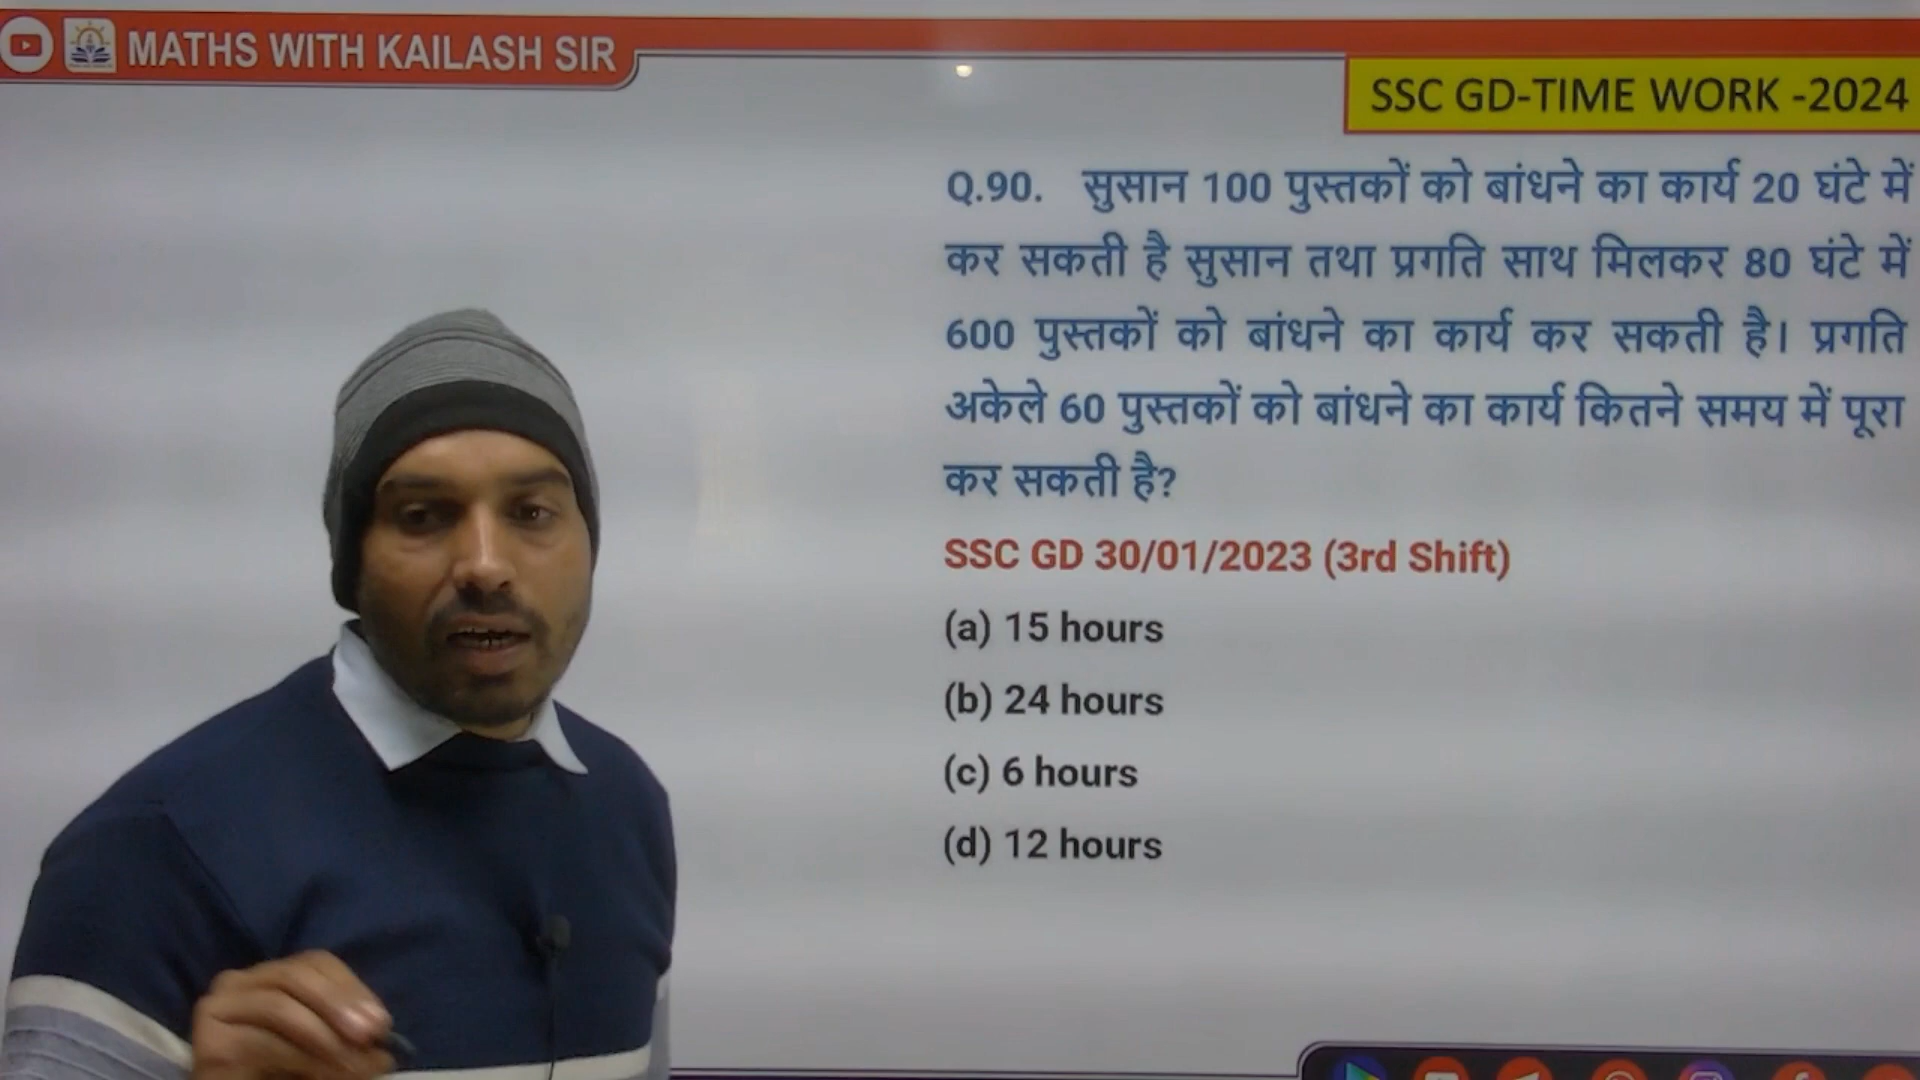 MATHS WITH KAILASH SIR
SSC GD-TIME WORK -2024
Q.90. सुसान 100 पुस्तकों को बांधने का कार्य 20 घंटे में
कर सकती है सुसान तथा प्रगति साथ मिलकर 80 घंटे में
600 पुस्तकों को बांधने का कार्य कर सकती है। प्रगति
अकेले 60 पुस्तकों को बांधने का कार्य कितने समय में पूरा
कर सकती है?
SSC GD 30/01/2023 (3rd Shift)
(a) 15 hours
(b) 24 hours
(c) 6 hours
(d) 12 hours